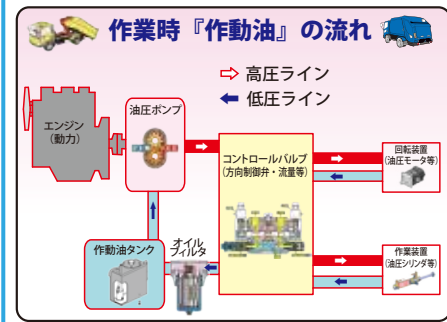 作業時『作動油』の流れ
高圧ライン
低圧ライン
油圧ポンプ
エンジン
(動力)
コントロールバルブ
(方向制御弁・流量等)
回転装置
(油圧モータ等)
作動油タンク
オイル
フィルタ
作業装置
(油圧シリンダ等)